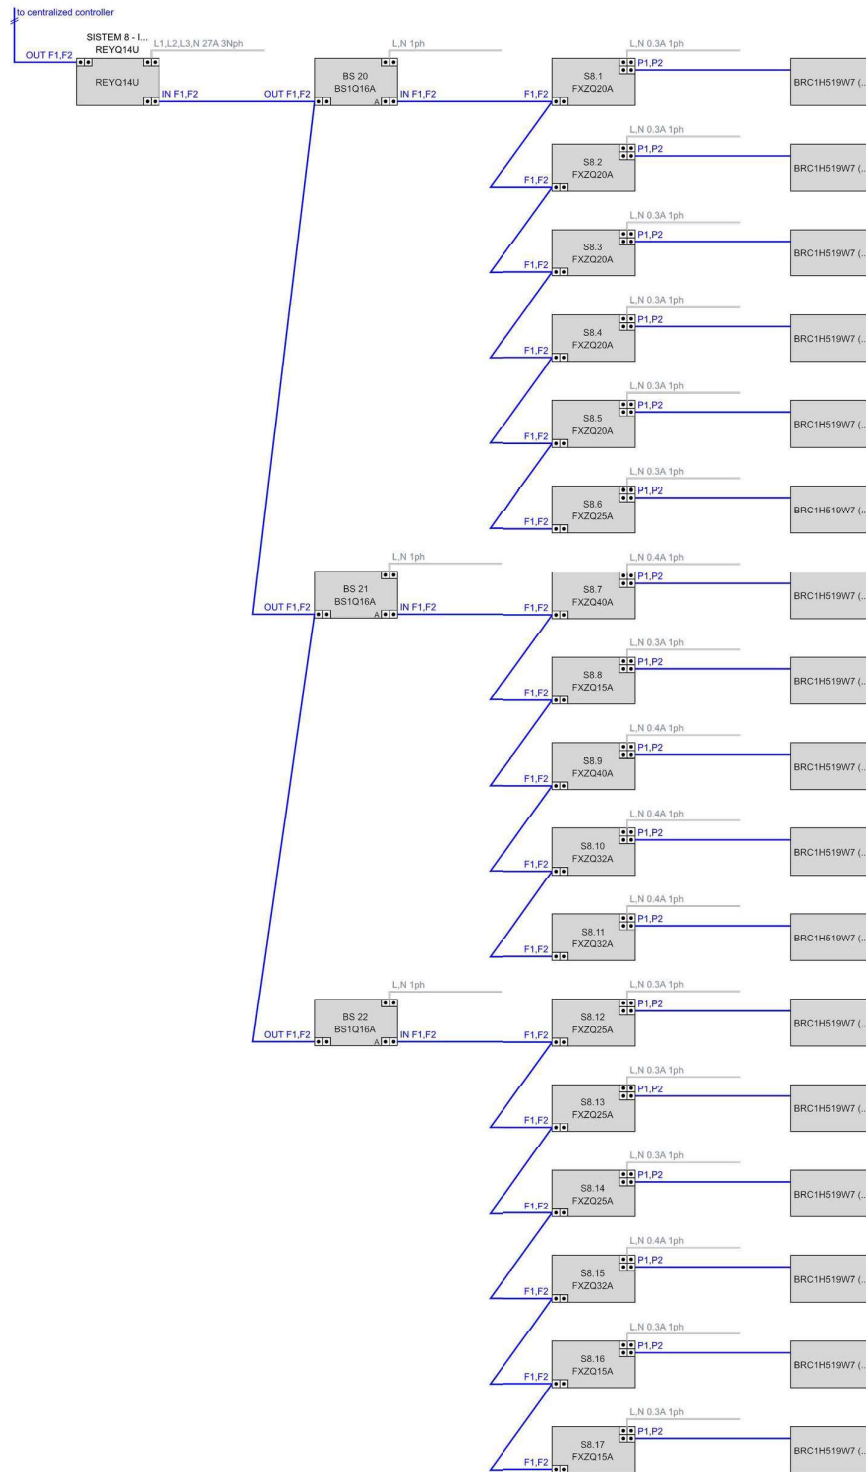 to centralized controller
SISTEM 8 - I...
REYQ14U
L1,L2,L3,N 27A 3Nph
OUT F1,F2
REYQ14U
IN F1,F2
L,N 1ph
BS 20
BS1Q16A
OUT F1,F2
A
IN F1,F2
L,N 0.3A 1ph
P1,P2
S8.1
FXZQ20A
F1,F2
BRC1H519W7 (...
L,N 0.3A 1ph
P1,P2
S8.2
FXZQ20A
F1,F2
BRC1H519W7 (...
L,N 0.3A 1ph
P1,P2
S8.3
FXZQ20A
F1,F2
BRC1H519W7 (...
L,N 0.3A 1ph
P1,P2
S8.4
FXZQ20A
F1,F2
BRC1H519W7 (...
L,N 0.3A 1ph
P1,P2
S8.5
FXZQ20A
F1,F2
BRC1H519W7 (...
L,N 0.3A 1ph
P1,P2
S8.6
FXZQ25A
F1,F2
BRC1H519W7 (...
L,N 1ph
BS 21
BS1Q16A
OUT F1,F2
A
IN F1,F2
L,N 0.4A 1ph
P1,P2
S8.7
FXZQ40A
F1,F2
BRC1H519W7 (...
L,N 0.3A 1ph
P1,P2
S8.8
FXZQ15A
F1,F2
BRC1H519W7 (...
L,N 0.4A 1ph
P1,P2
S8.9
FXZQ40A
F1,F2
BRC1H519W7 (...
L,N 0.4A 1ph
P1,P2
S8.10
FXZQ32A
F1,F2
BRC1H519W7 (...
L,N 0.4A 1ph
P1,P2
S8.11
FXZQ32A
F1,F2
BRC1H519W7 (...
L,N 1ph
BS 22
BS1Q16A
OUT F1,F2
A
IN F1,F2
L,N 0.3A 1ph
P1,P2
S8.12
FXZQ25A
F1,F2
BRC1H519W7 (...
L,N 0.3A 1ph
P1,P2
S8.13
FXZQ25A
F1,F2
BRC1H519W7 (...
L,N 0.3A 1ph
P1,P2
S8.14
FXZQ25A
F1,F2
BRC1H519W7 (...
L,N 0.4A 1ph
P1,P2
S8.15
FXZQ32A
F1,F2
BRC1H519W7 (...
L,N 0.3A 1ph
P1,P2
S8.16
FXZQ15A
F1,F2
BRC1H519W7 (...
L,N 0.3A 1ph
P1,P2
S8.17
FXZQ15A
F1,F2
BRC1H519W7 (...